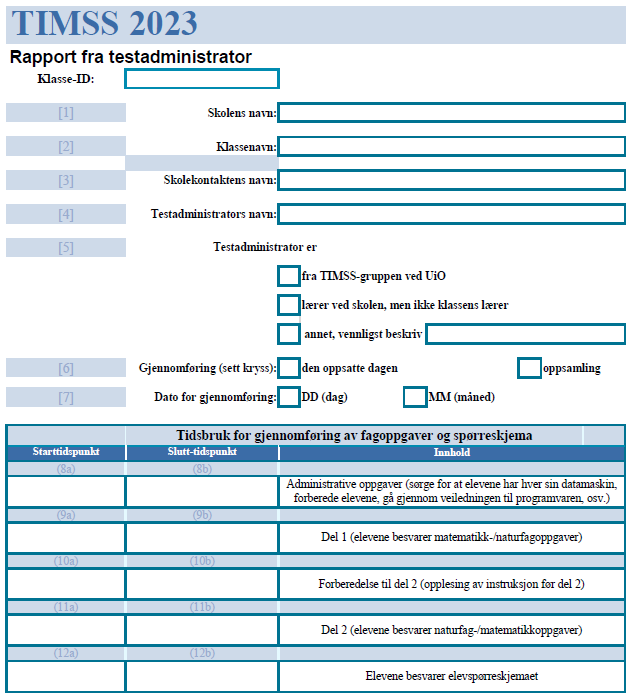 TIMSS 2023
Rapport fra testadministrator
Klasse-ID:
[1] Skolens navn:
[2] Klassenavn:
[3] Skolekontaktens navn:
[4] Testadministrators navn:
[5] Testadministrator er
fra TIMSS-gruppen ved UiO
lærer ved skolen, men ikke klassens lærer
annet, vennligst beskriv
[6] Gjennomføring (sett kryss): den oppsatte dagen oppsamling
[7] Dato for gjennomføring: DD (dag) MM (måned)
Tidsbruk for gjennomføring av fagoppgaver og spørreskjema
Starttidspunkt Slutt-tidspunkt Innhold
(8a) (8b)
Administrative oppgaver (sørge for at elevene har hver sin datamaskin,
forberede elevene, gå gjennom veiledningen til programvaren, osv.)
(9a) (9b)
Del 1 (elevene besvarer matematikk-/naturfagoppgaver)
(10a) (10b)
Forberedelse til del 2 (opplesing av instruksjon før del 2)
(11a) (11b)
Del 2 (elevene besvarer naturfag-/matematikkoppgaver)
(12a) (12b)
Elevene besvarer elevspørreskjemaet